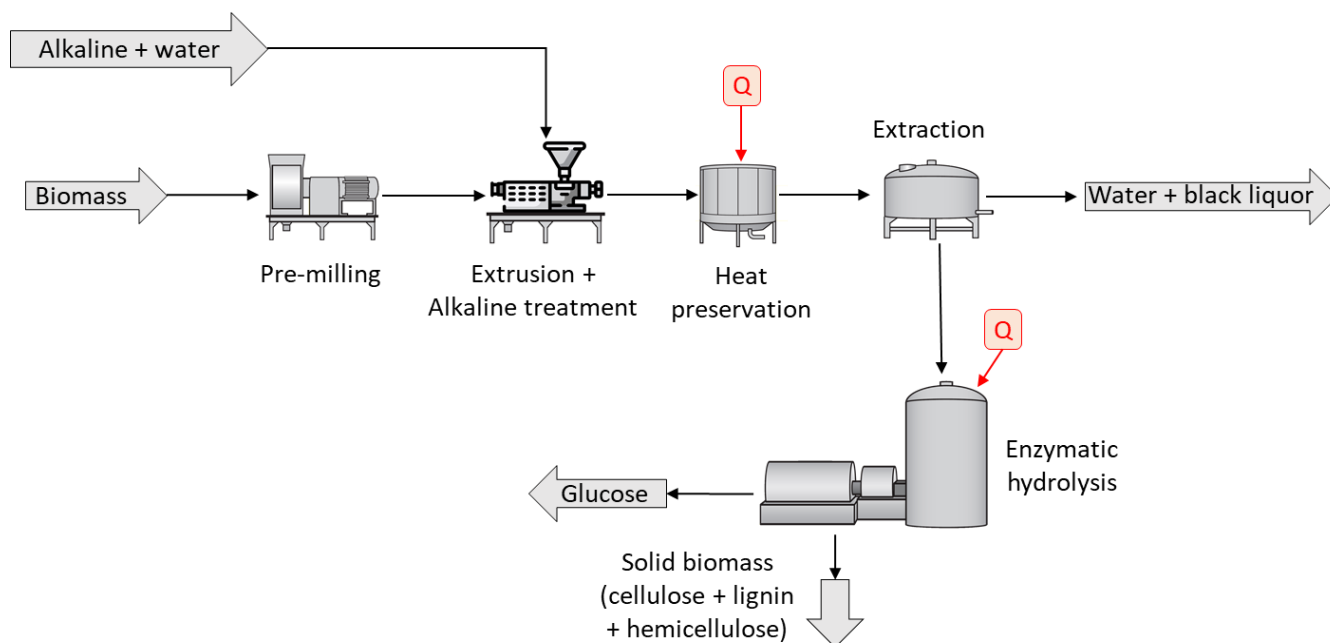 Alkaline + water
Q
Extraction
Biomass
Water + black liquor
Pre-milling
Extrusion +
Alkaline treatment
Heat
preservation
Q
Enzymatic
hydrolysis
Glucose
Solid biomass
(cellulose + lignin
+ hemicellulose)